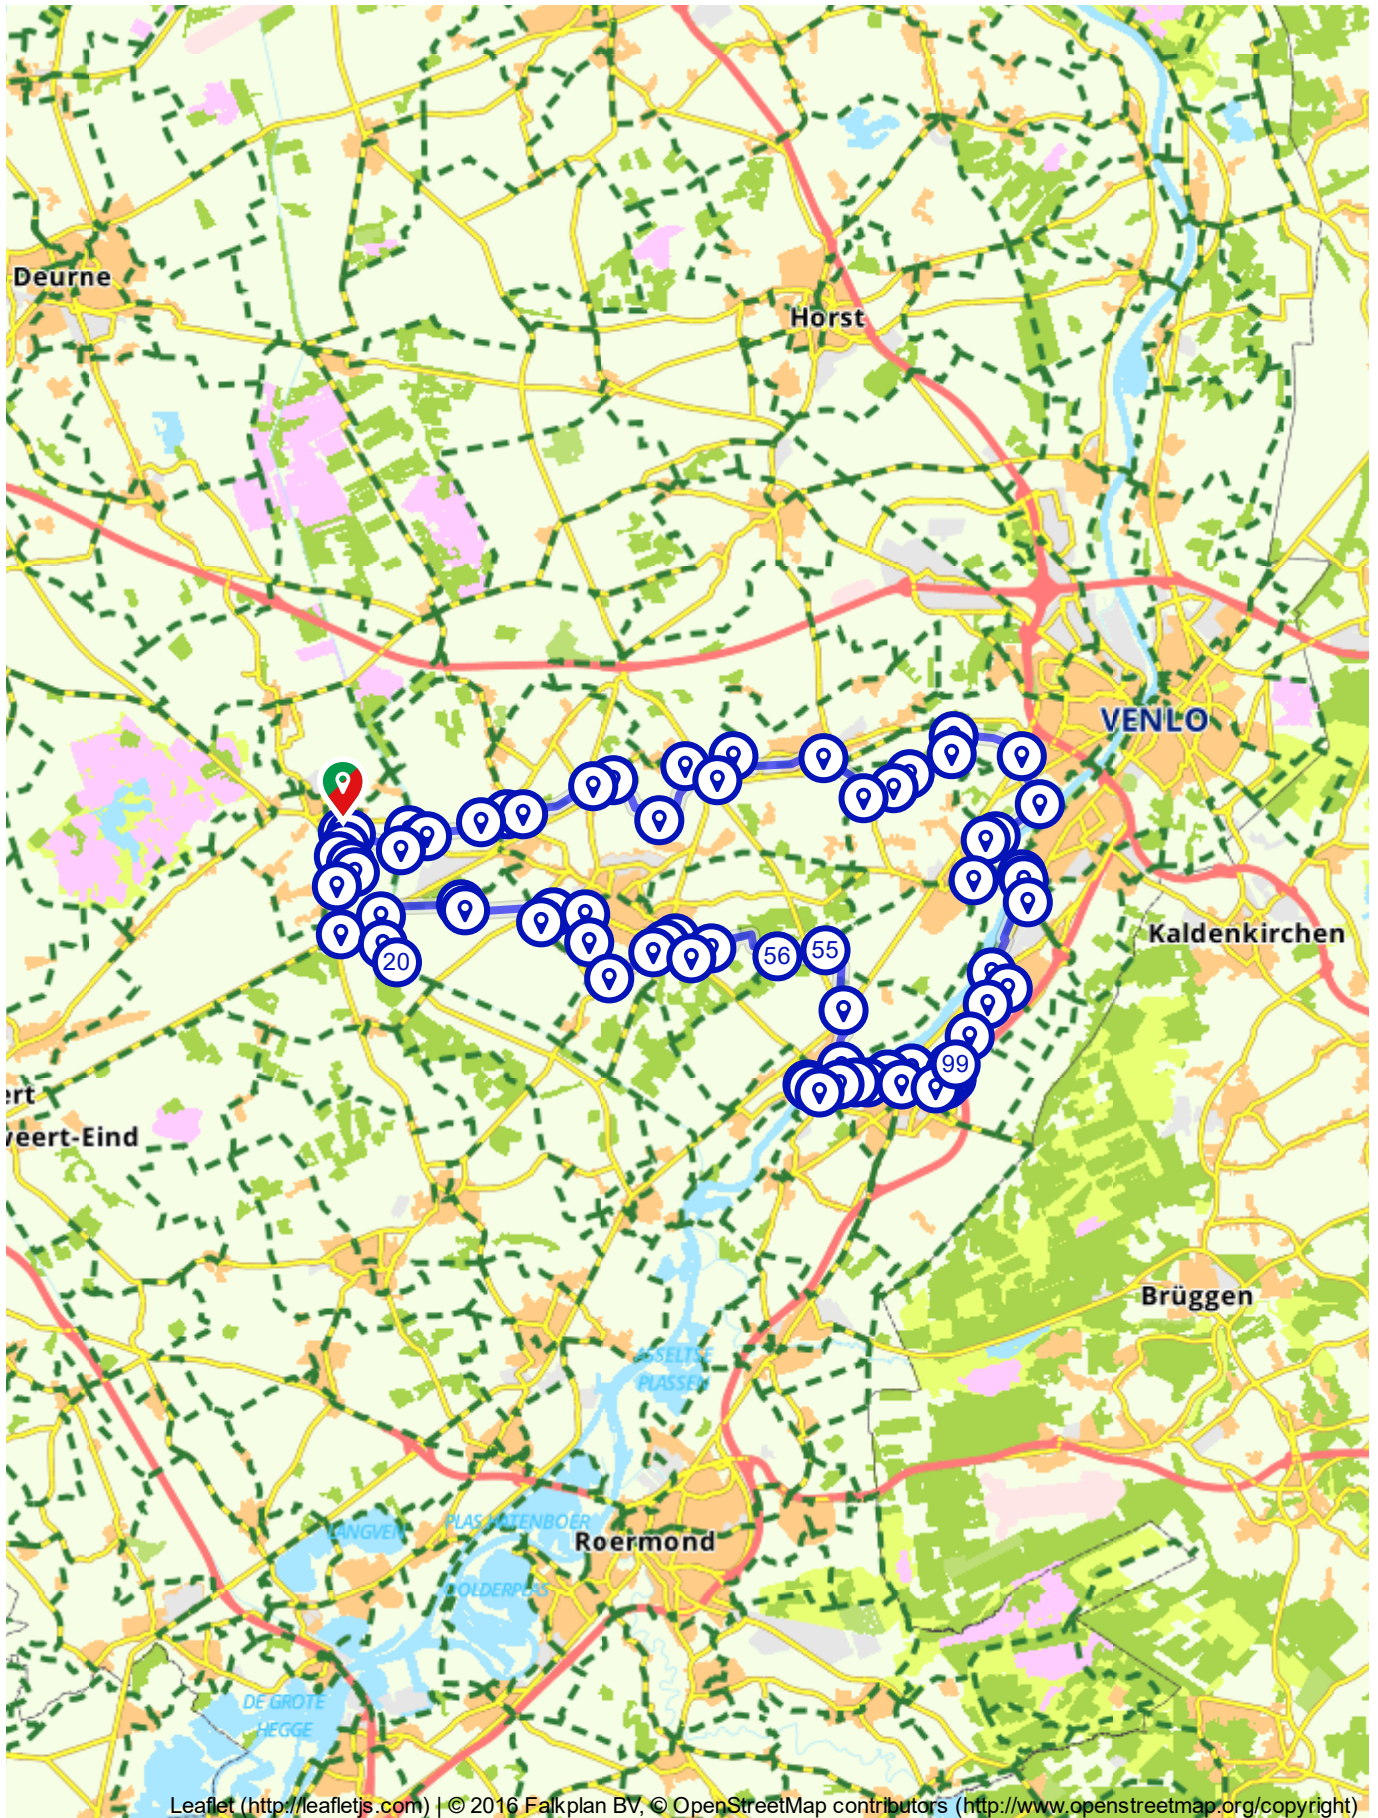 Deurne
Horst
VENLO
Kaldenkirchen
20
56
55
99
ert
veert-Eind
Brüggen
ASSELTSE
PLASSEN
LANGVEN
PLAS HATENBOER
Roermond
OOLDERPLAS
DE GROTE
HEGGE
Leaflet (http://leafletjs.com) | © 2016 Falkplan BV, © OpenStreetMap contributors (http://www.openstreetmap.org/copyright)